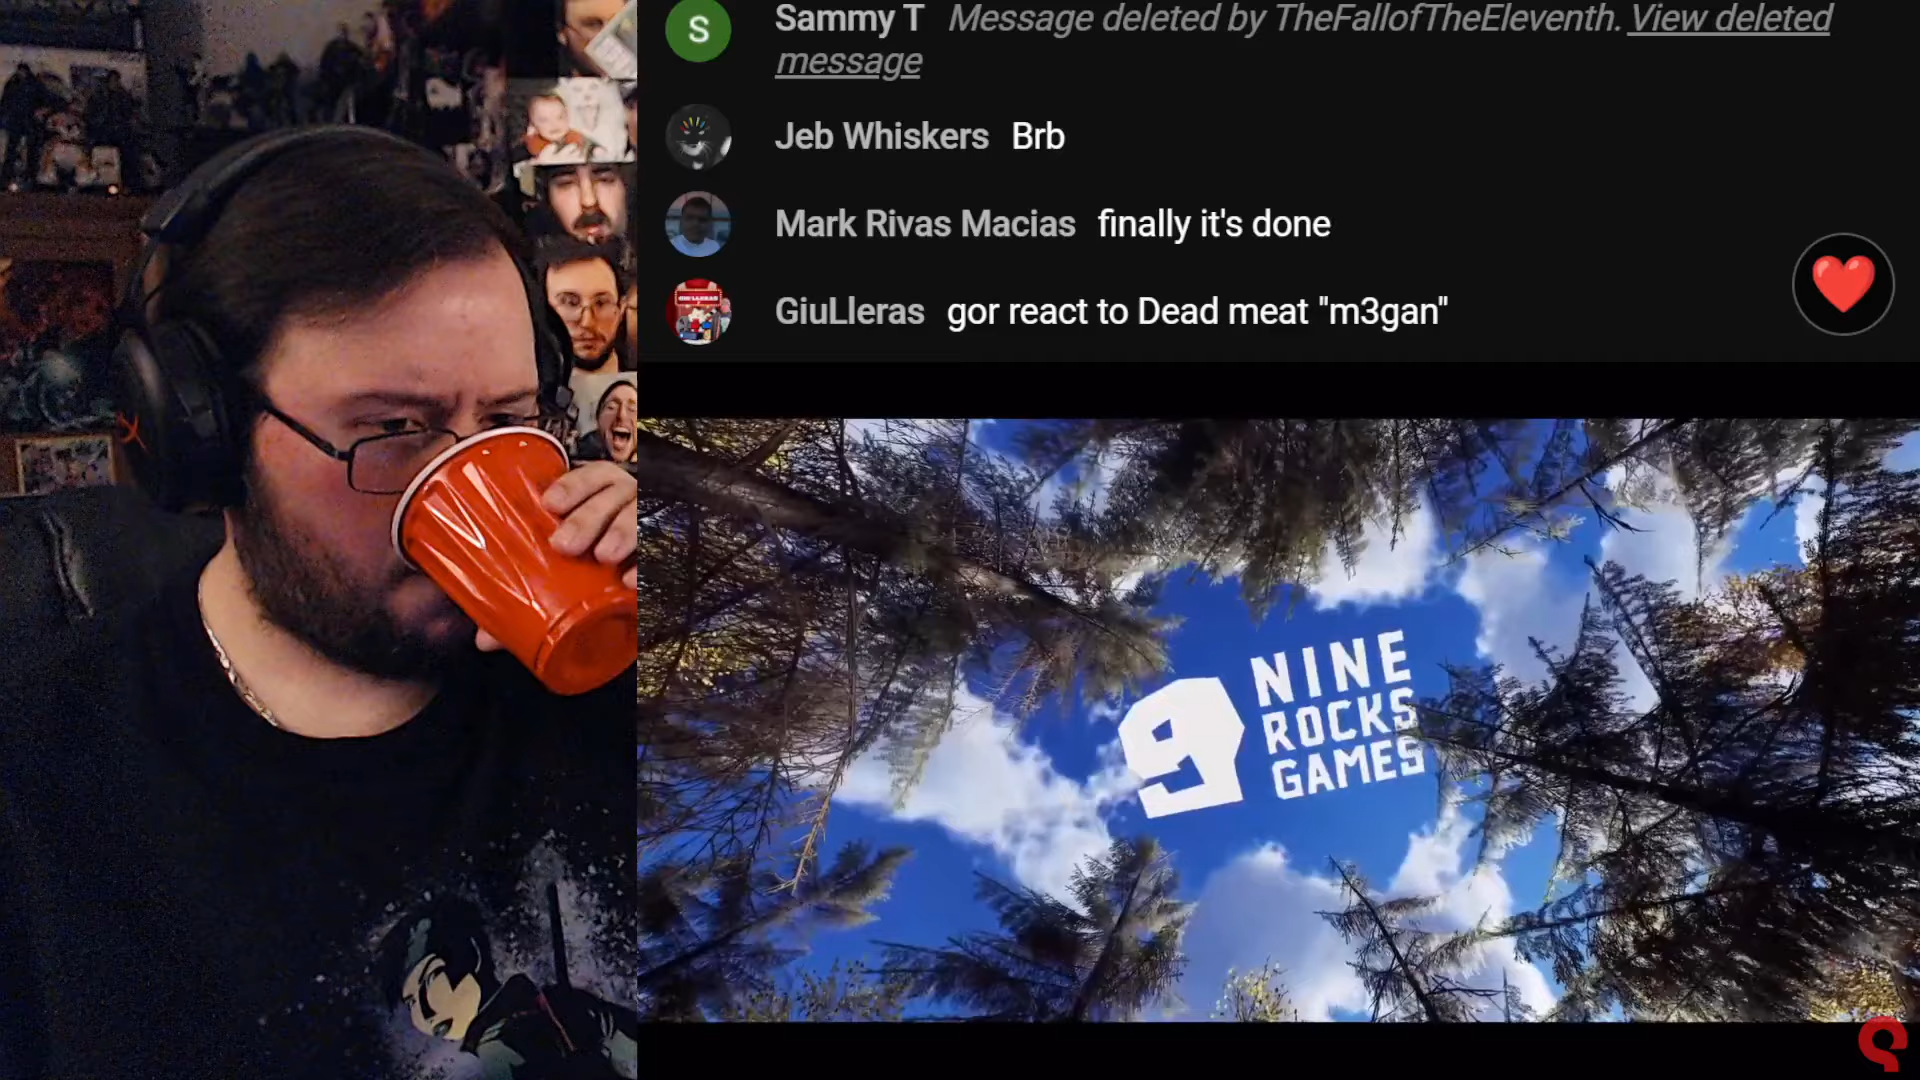 S
Sammy T Message deleted by TheFallofTheEleventh. View deleted
message
Jeb Whiskers Brb
Mark Rivas Macias finally it's done
GiuLleras gor react to Dead meat "m3gan"
9 NINE
ROCKS
GAMES